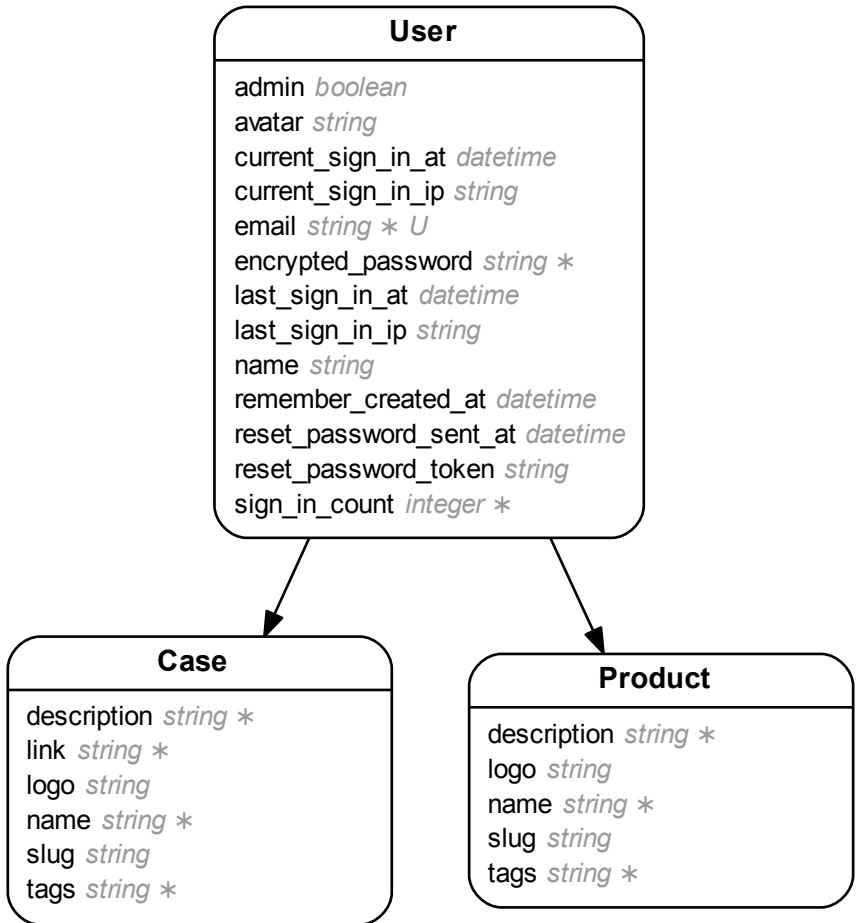 User
admin boolean
avatar string
current_sign_in_at datetime
current_sign_in_ip string
email string ∗ U
encrypted_password string ∗
last_sign_in_at datetime
last_sign_in_ip string
name string
remember_created_at datetime
reset_password_sent_at datetime
reset_password_token string
sign_in_count integer ∗
Case
description string ∗
link string ∗
logo string
name string ∗
slug string
tags string ∗
Product
description string ∗
logo string
name string ∗
slug string
tags string ∗